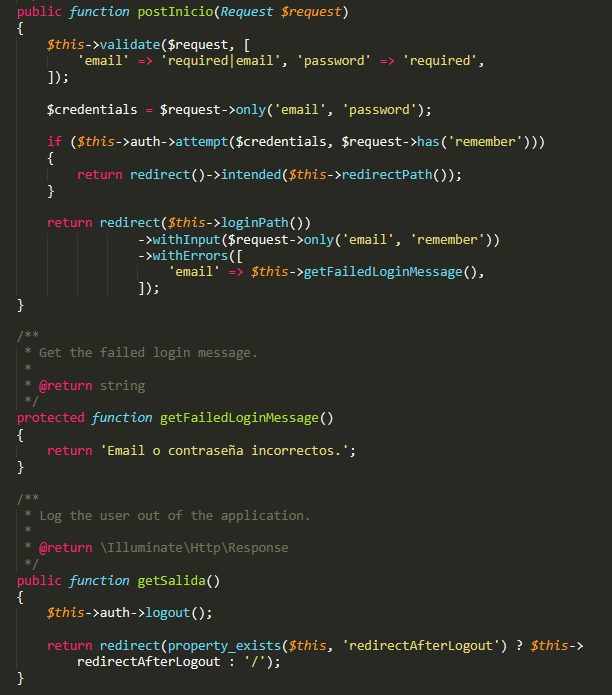 public function postInicio(Request $request)
{
    $this->validate($request, [
        'email' => 'required|email', 'password' => 'required',
    ]);

    $credentials = $request->only('email', 'password');

    if ($this->auth->attempt($credentials, $request->has('remember')))
    {
        return redirect()->intended($this->redirectPath());
    }

    return redirect($this->loginPath())
                ->withInput($request->only('email', 'remember'))
                ->withErrors([
                    'email' => $this->getFailedLoginMessage(),
                ]);
}

/**
 * Get the failed login message.
 *
 * @return string
 */
protected function getFailedLoginMessage()
{
    return 'Email o contraseña incorrectos.';
}

/**
 * Log the user out of the application.
 *
 * @return \Illuminate\Http\Response
 */
public function getSalida()
{
    $this->auth->logout();

    return redirect(property_exists($this, 'redirectAfterLogout') ? $this->
        redirectAfterLogout : '/');
}